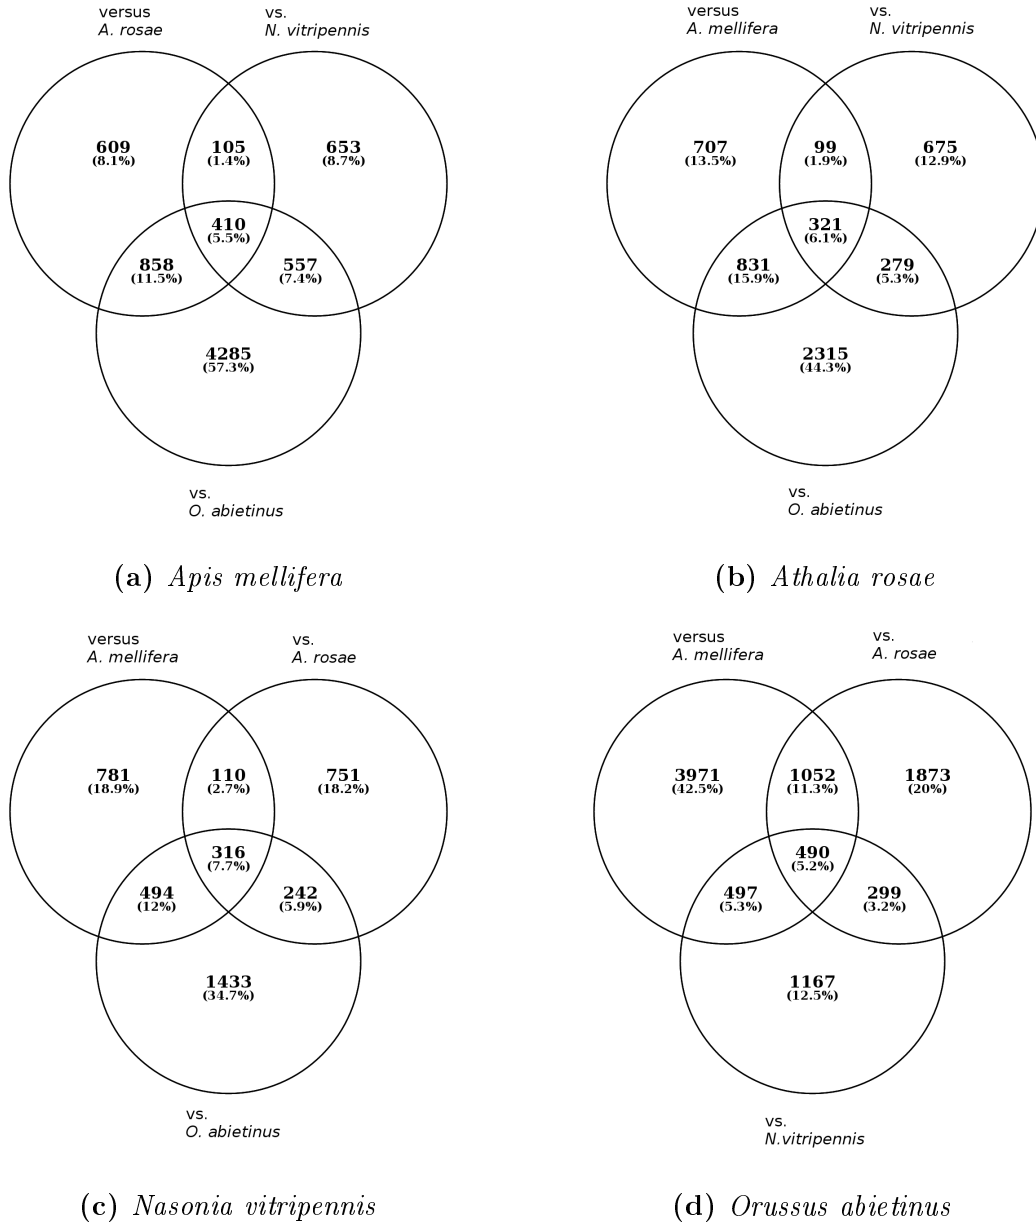 versus
A. rosae
vs.
N. vitripennis
609
(8.1%)
105
(1.4%)
653
(8.7%)
410
(5.5%)
858
(11.5%)
557
(7.4%)
4285
(57.3%)
vs.
O. abietinus
(a) Apis mellifera
versus
A. mellifera
vs.
N. vitripennis
707
(13.5%)
99
(1.9%)
675
(12.9%)
321
(6.1%)
831
(15.9%)
279
(5.3%)
2315
(44.3%)
vs.
O. abietinus
(b) Athalia rosae
versus
A. mellifera
vs.
A. rosae
781
(18.9%)
110
(2.7%)
751
(18.2%)
316
(7.7%)
494
(12%)
242
(5.9%)
1433
(34.7%)
vs.
O. abietinus
(c) Nasonia vitripennis
versus
A. mellifera
vs.
A. rosae
3971
(42.5%)
1052
(11.3%)
1873
(20%)
490
(5.2%)
497
(5.3%)
299
(3.2%)
1167
(12.5%)
vs.
N.vitripennis
(d) Orussus abietinus